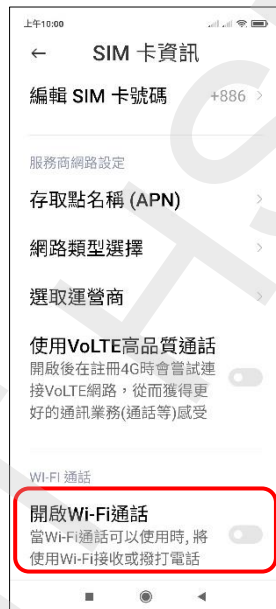 上午10:00
← SIM 卡資訊
編輯 SIM 卡號碼 +886 >
服務商網路設定
存取點名稱 (APN) >
網路類型選擇 >
選取運營商 >
使用VoLTE高品質通話
開啟後在註冊4G時會嘗試連
接VoLTE網路，從而獲得更
好的通訊業務(通話等)感受
WI-FI 通話
開啟Wi-Fi通話
當Wi-Fi通話可以使用時, 將
使用Wi-Fi接收或撥打電話